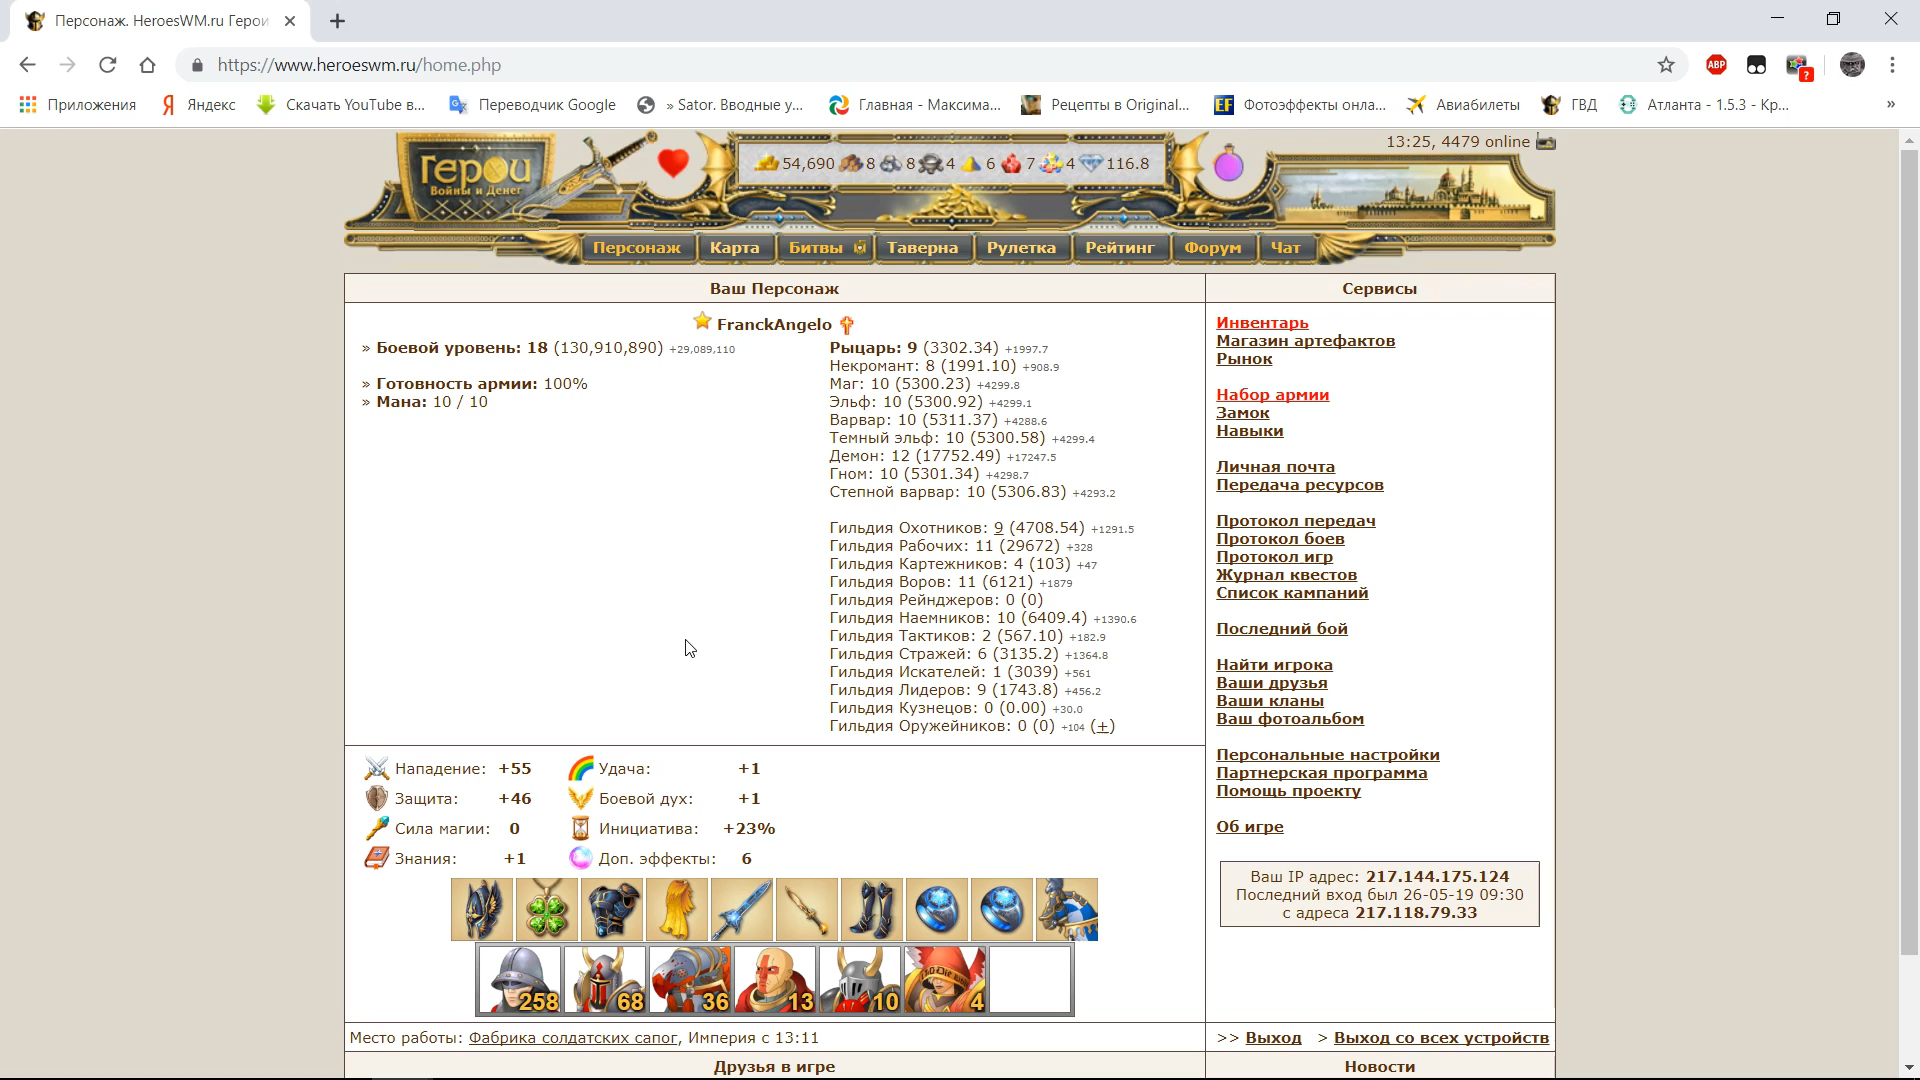 Персонаж. HeroesWM.ru Герои
https://www.heroeswm.ru/home.php
ABP
?
Приложения
Яндекс
Скачать YouTube в...
Переводчик Google
» Sator. Вводные у...
Главная - Максима...
Рецепты в Original...
EF Фотоэффекты онла...
Авиабилеты
ГВД
Атланта - 1.5.3 - Кр...
»
Герои
Войны и Денег
54,690 8 8 4 6 7 4 116.8
13:25, 4479 online
Персонаж Карта Битвы Таверна Рулетка Рейтинг Форум Чат
Ваш Персонаж
FranckAngelo
» Боевой уровень: 18 (130,910,890) +29,089,110
» Готовность армии: 100%
» Мана: 10 / 10
Рыцарь: 9 (3302.34) +1997.7
Некромант: 8 (1991.10) +908.9
Маг: 10 (5300.23) +4299.8
Эльф: 10 (5300.92) +4299.1
Варвар: 10 (5311.37) +4288.6
Темный эльф: 10 (5300.58) +4299.4
Демон: 12 (17752.49) +17247.5
Гном: 10 (5301.34) +4298.7
Степной варвар: 10 (5306.83) +4293.2
Гильдия Охотников: 9 (4708.54) +1291.5
Гильдия Рабочих: 11 (29672) +328
Гильдия Картежников: 4 (103) +47
Гильдия Воров: 11 (6121) +1879
Гильдия Рейнджеров: 0 (0)
Гильдия Наемников: 10 (6409.4) +1390.6
Гильдия Тактиков: 2 (567.10) +182.9
Гильдия Стражей: 6 (3135.2) +1364.8
Гильдия Искателей: 1 (3039) +561
Гильдия Лидеров: 9 (1743.8) +456.2
Гильдия Кузнецов: 0 (0.00) +30.0
Гильдия Оружейников: 0 (0) +104 (+)
Нападение: +55
Защита: +46
Сила магии: 0
Знания: +1
Удача: +1
Боевой дух: +1
Инициатива: +23%
Доп. эффекты: 6
258 68 36 13 10 4
Место работы: Фабрика солдатских сапог, Империя с 13:11
Друзья в игре
Сервисы
Инвентарь
Магазин артефактов
Рынок
Набор армии
Замок
Навыки
Личная почта
Передача ресурсов
Протокол передач
Протокол боев
Протокол игр
Журнал квестов
Список кампаний
Последний бой
Найти игрока
Ваши друзья
Ваши кланы
Ваш фотоальбом
Персональные настройки
Партнерская программа
Помощь проекту
Об игре
Ваш IP адрес: 217.144.175.124
Последний вход был 26-05-19 09:30
с адреса 217.118.79.33
>> Выход > Выход со всех устройств
Новости